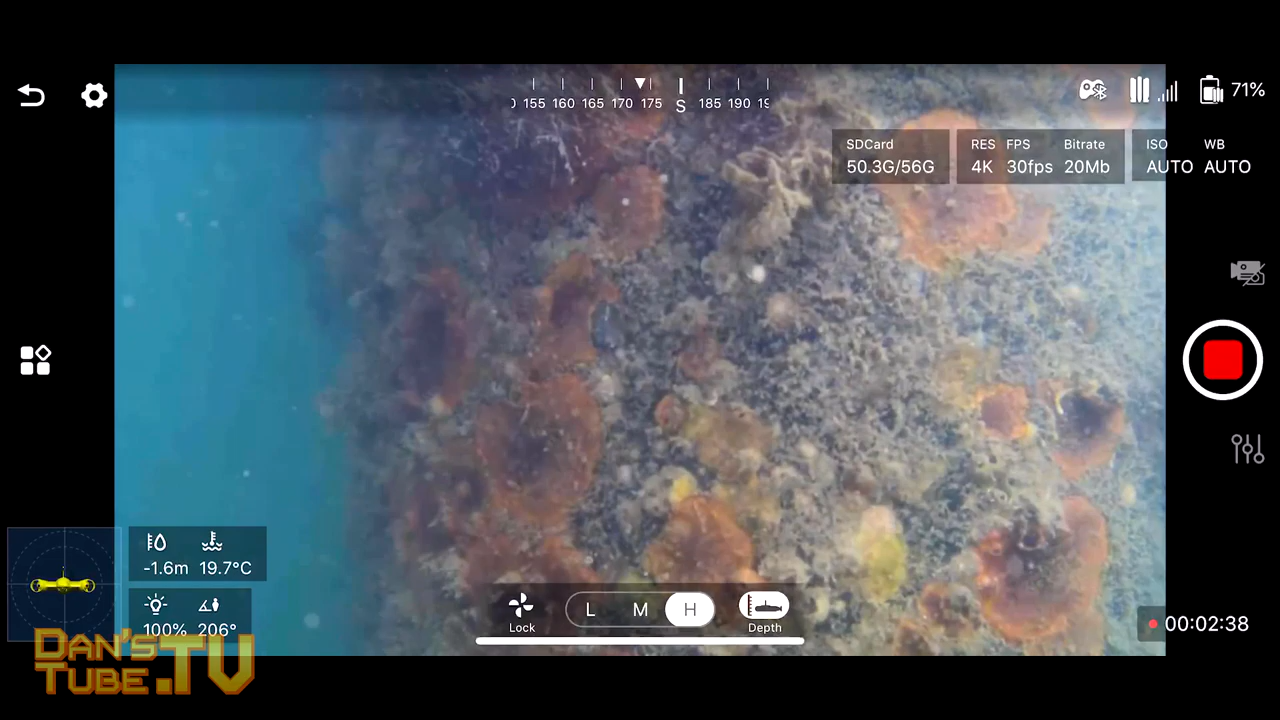 155 160 165 170 175 S 185 190
71%
SDCard
50.3G/56G
RES FPS Bitrate
4K 30fps 20Mb
ISO WB
AUTO AUTO
-1.6m 19.7°C
100% 206°
Lock
L M H
Depth
00:02:38
DAN'S
TUBE.TV